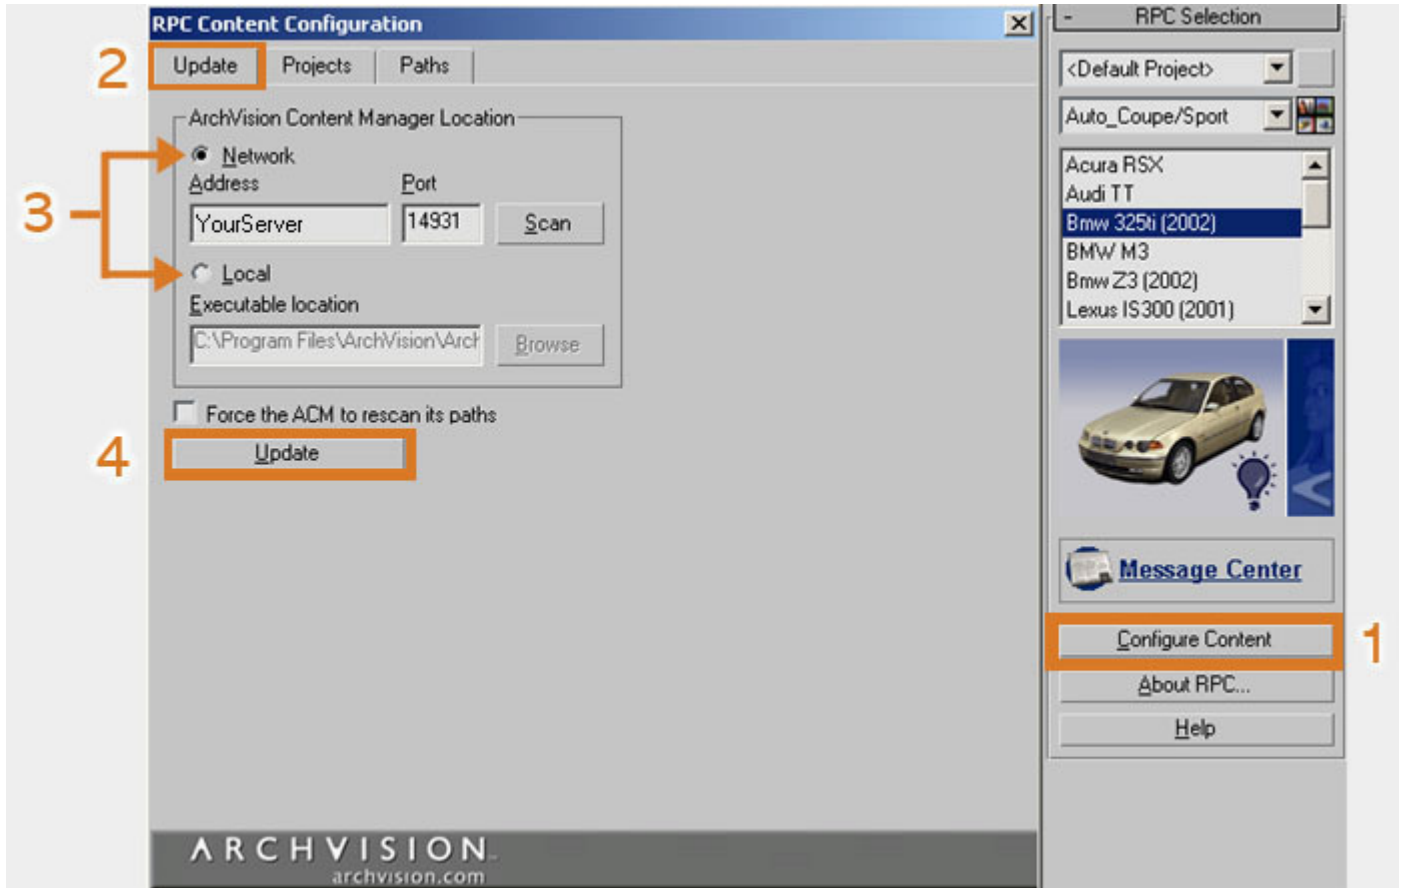 RPC Content Configuration
2
Update
Projects
Paths
ArchVision Content Manager Location
3
Network
Address
Port
YourServer
14931
Scan
Local
Executable location
C:\Program Files\ArchVision\Arch
Browse
Force the ACM to rescan its paths
4
Update
ARCHVISION
archvision.com
- RPC Selection
<Default Project>
Auto_Coupe/Sport
Acura RSX
Audi TT
Bmw 325ti (2002)
BMW M3
Bmw Z3 (2002)
Lexus IS300 (2001)
Message Center
Configure Content
1
About RPC...
Help